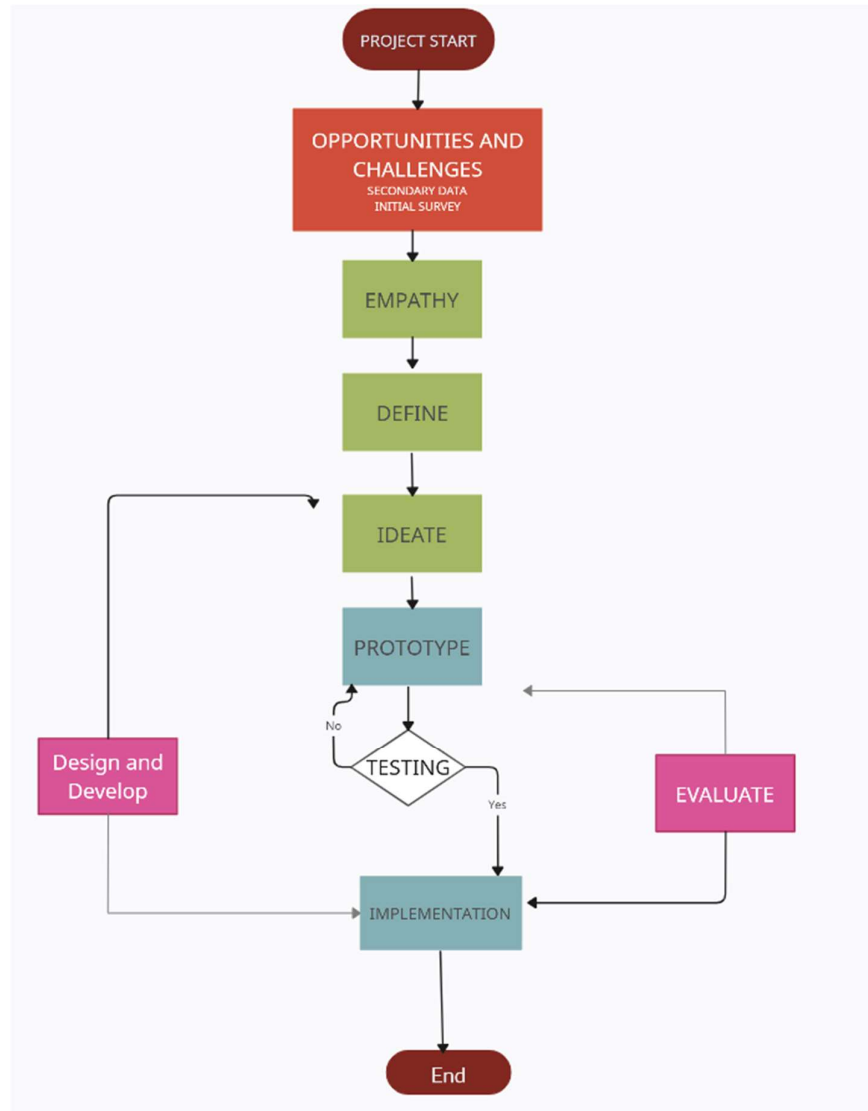 PROJECT START
OPPORTUNITIES AND
CHALLENGES
SECONDARY DATA
INITIAL SURVEY
EMPATHY
DEFINE
IDEATE
PROTOTYPE
No
TESTING
Yes
Design and
Develop
EVALUATE
IMPLEMENTATION
End